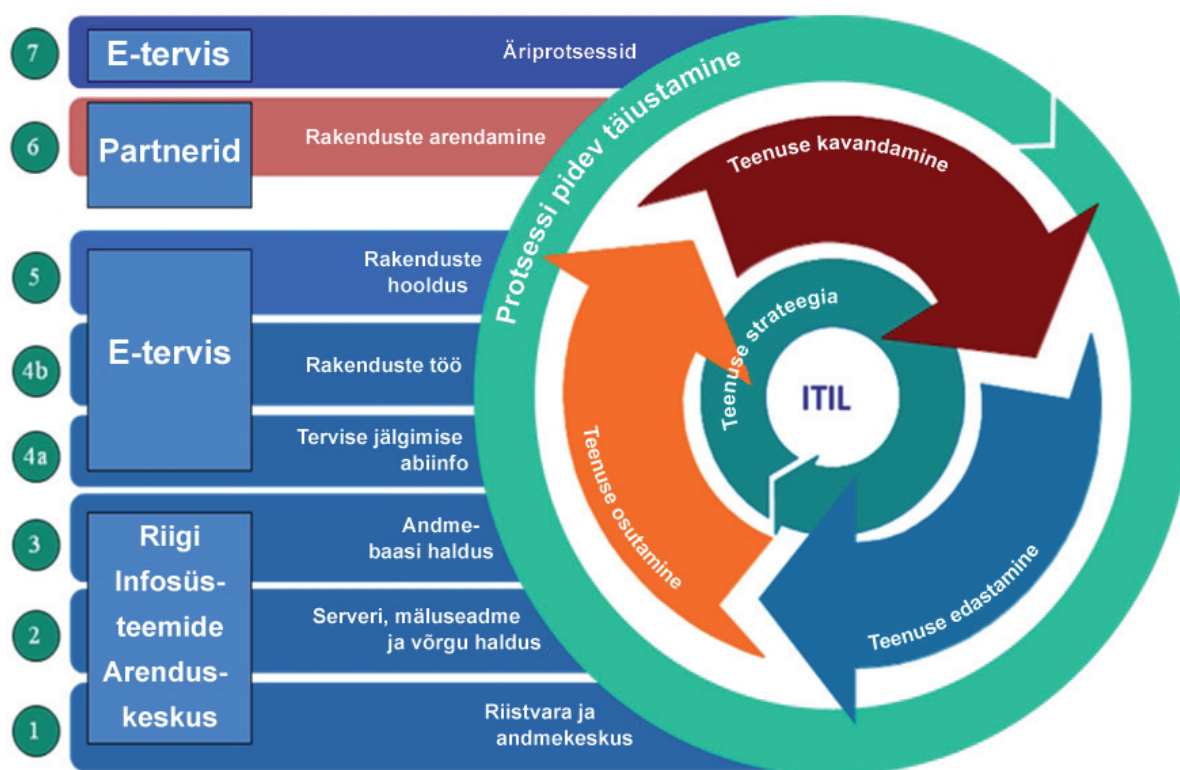 7
E-tervis
Äriprotsessid
6
Partnerid
Rakenduste arendamine
5
Rakenduste
hooldus
4b
E-tervis
Rakenduste töö
4a
Tervise jälgimise
abiinfo
3
Andme-
baasi haldus
Riigi
Infosüs-
teemide
Arendus-
keskus
2
Serveri, mäluseadme
ja võrgu haldus
1
Riistvara ja
andmekeskus
Protsessi pidev täiustamine
Teenuse kavandamine
Teenuse strateegia
ITIL
Teenuse osutamine
Teenuse edastamine